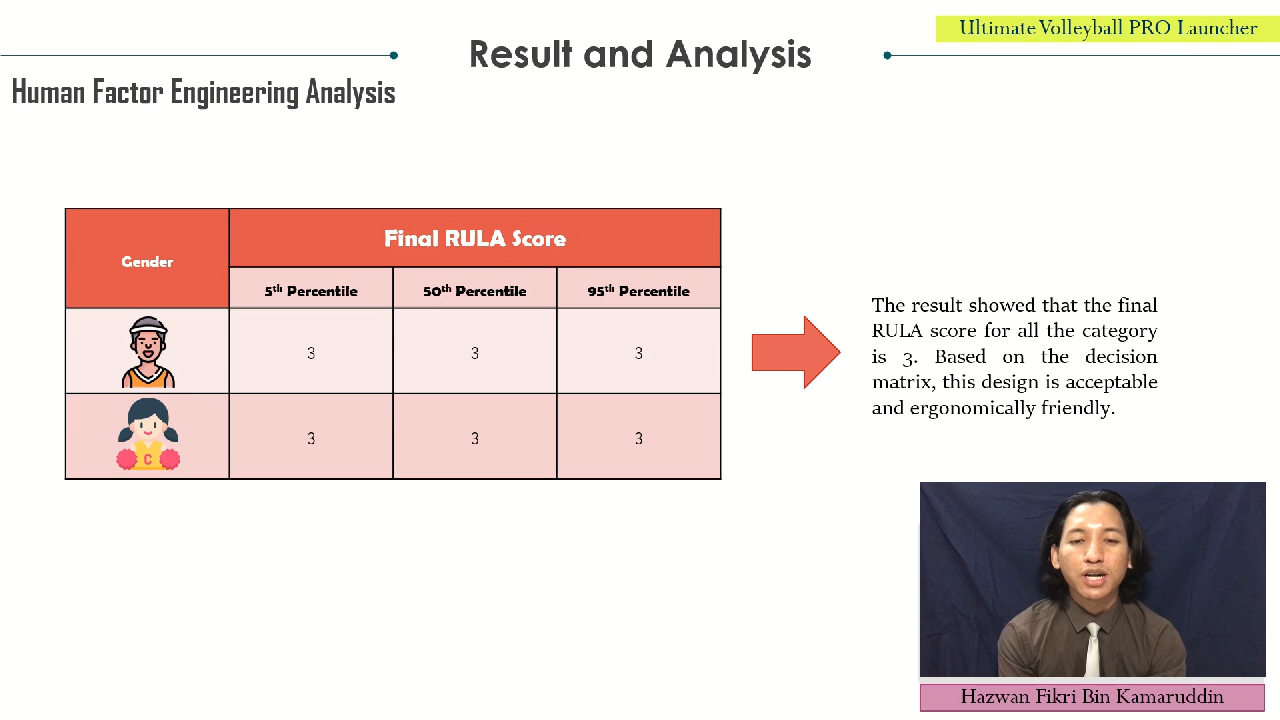 Ultimate Volleyball PRO Launcher
Result and Analysis
Human Factor Engineering Analysis
Gender
Final RULA Score
5th Percentile
50th Percentile
95th Percentile
3
3
3
C
3
3
3
The result showed that the final
RULA score for all the category
is 3. Based on the decision
matrix, this design is acceptable
and ergonomically friendly.
Hazwan Fikri Bin Kamaruddin